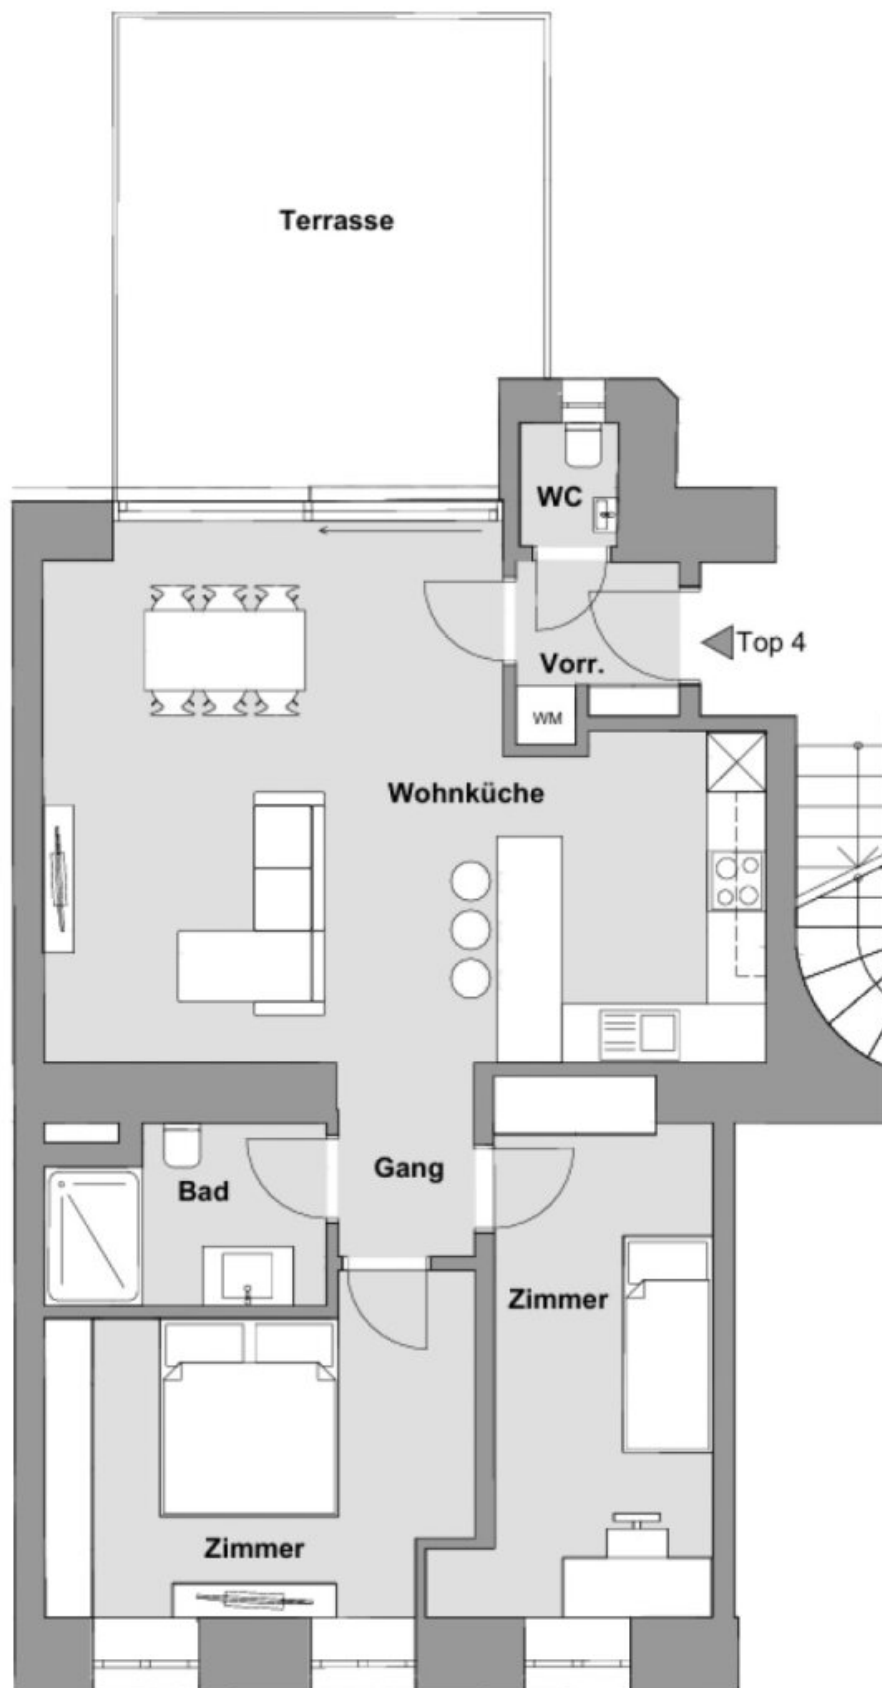 Terrasse
WC
Top 4
Vorr.
WM
Wohnküche
Gang
Bad
Zimmer
Zimmer